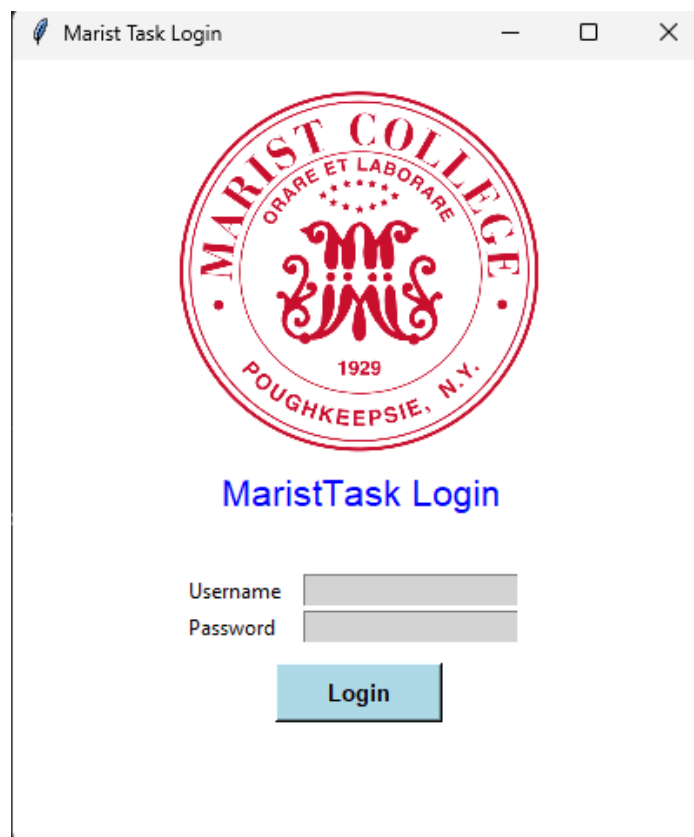 Marist Task Login
MARIST COLLEGE
ORARE ET LABORARE
1929
POUGHKEEPSIE, N.Y.
MaristTask Login
Username
Password
Login